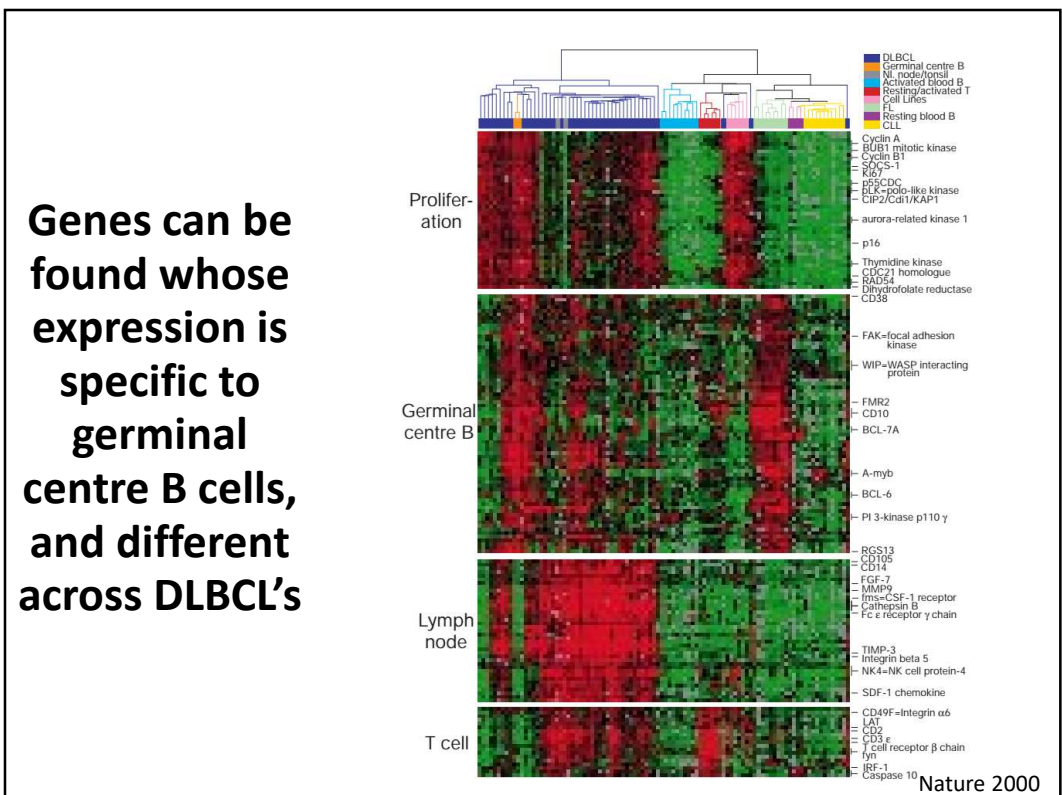 Genes can be
found whose
expression is
specific to
germinal
centre B cells,
and different
across DLBCL’s
DLBCL
Germinal centre B
Nl. node/tonsil
Activated blood B
Resting/activated T
Cell Lines
FL
Resting blood B
CLL
Prolifer-
ation
Cyclin A
BUB1 mitotic kinase
Cyclin B1
SOCS-1
Ki67
p55CDC
pLK=polo-like kinase
CIP2/Cdi1/KAP1
aurora-related kinase 1
p16
Thymidine kinase
CDC21 homologue
RAD54
Dihydrofolate reductase
Germinal
centre B
CD38
FAK=focal adhesion
kinase
WIP=WASP interacting
protein
FMR2
CD10
BCL-7A
A-myb
BCL-6
PI 3-kinase p110 γ
RGS13
Lymph
node
CD105
CD14
FGF-7
MMP9
fms=CSF-1 receptor
Cathepsin B
Fc ε receptor γ chain
TIMP-3
Integrin beta 5
NK4=NK cell protein-4
SDF-1 chemokine
T cell
CD49F=Integrin α6
LAT
CD2
CD3 ε
T cell receptor β chain
fyn
IRF-1
Caspase 10
Nature 2000